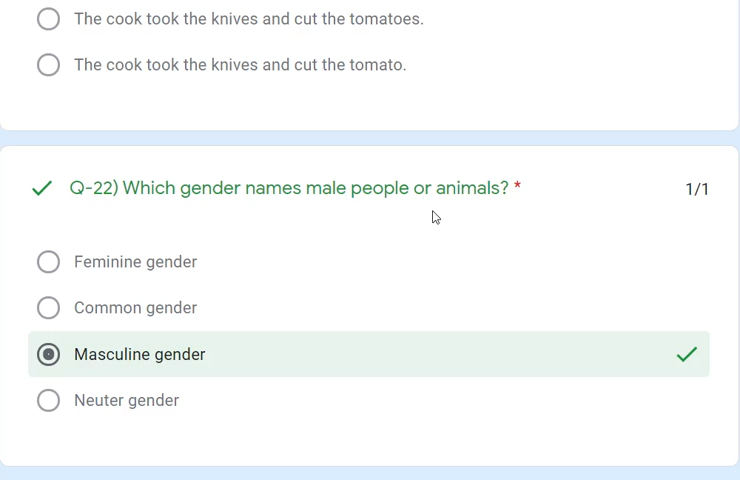 The cook took the knives and cut the tomatoes.
The cook took the knives and cut the tomato.
Q-22) Which gender names male people or animals? * 1/1
Feminine gender
Common gender
Masculine gender
Neuter gender